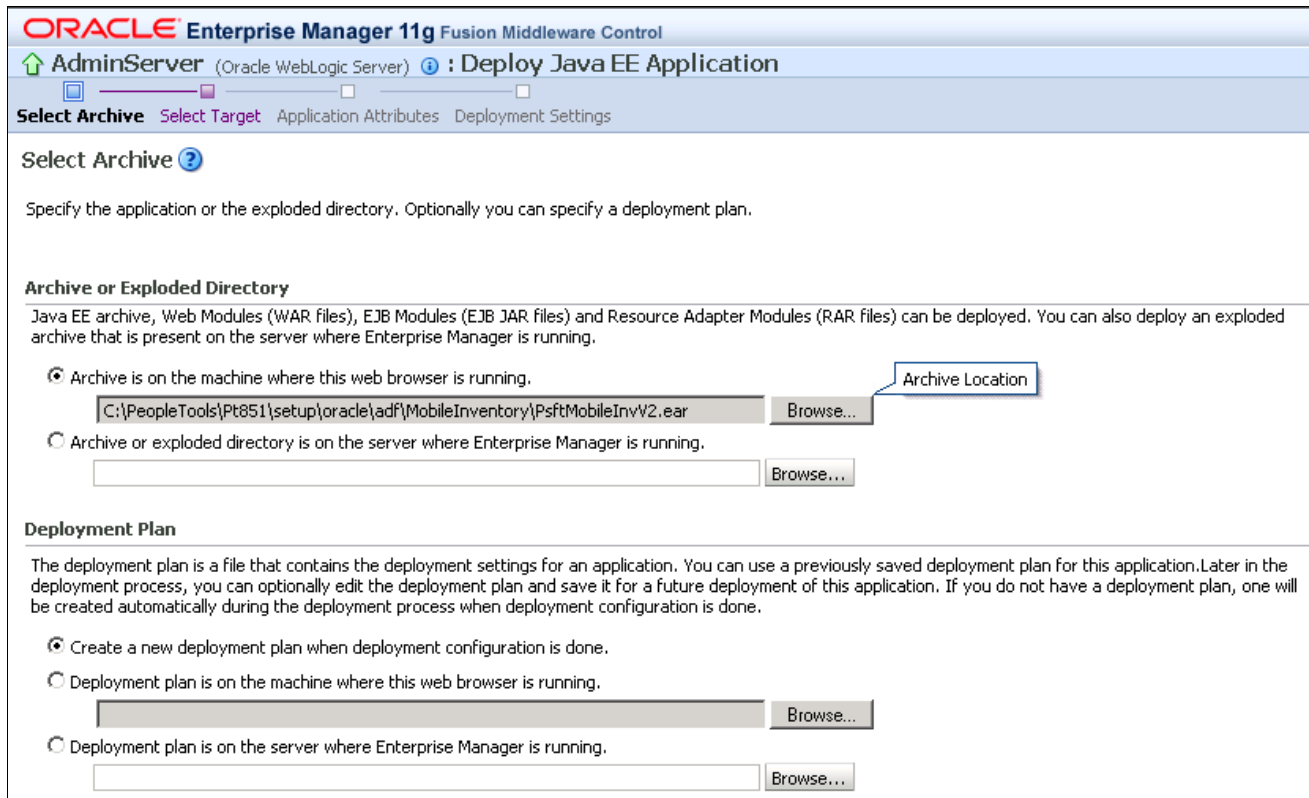 ORACLE Enterprise Manager 11g Fusion Middleware Control
AdminServer (Oracle WebLogic Server) : Deploy Java EE Application
Select Archive Select Target Application Attributes Deployment Settings
Select Archive
Specify the application or the exploded directory. Optionally you can specify a deployment plan.
Archive or Exploded Directory
Java EE archive, Web Modules (WAR files), EJB Modules (EJB JAR files) and Resource Adapter Modules (RAR files) can be deployed. You can also deploy an exploded
archive that is present on the server where Enterprise Manager is running.
Archive is on the machine where this web browser is running.
Archive Location
C:\PeopleTools\Pt851\setup\oracle\adf\MobileInventory\PsftMobileInvV2.ear Browse...
Archive or exploded directory is on the server where Enterprise Manager is running.
Browse...
Deployment Plan
The deployment plan is a file that contains the deployment settings for an application. You can use a previously saved deployment plan for this application.Later in the
deployment process, you can optionally edit the deployment plan and save it for a future deployment of this application. If you do not have a deployment plan, one will
be created automatically during the deployment process when deployment configuration is done.
Create a new deployment plan when deployment configuration is done.
Deployment plan is on the machine where this web browser is running.
Browse...
Deployment plan is on the server where Enterprise Manager is running.
Browse...